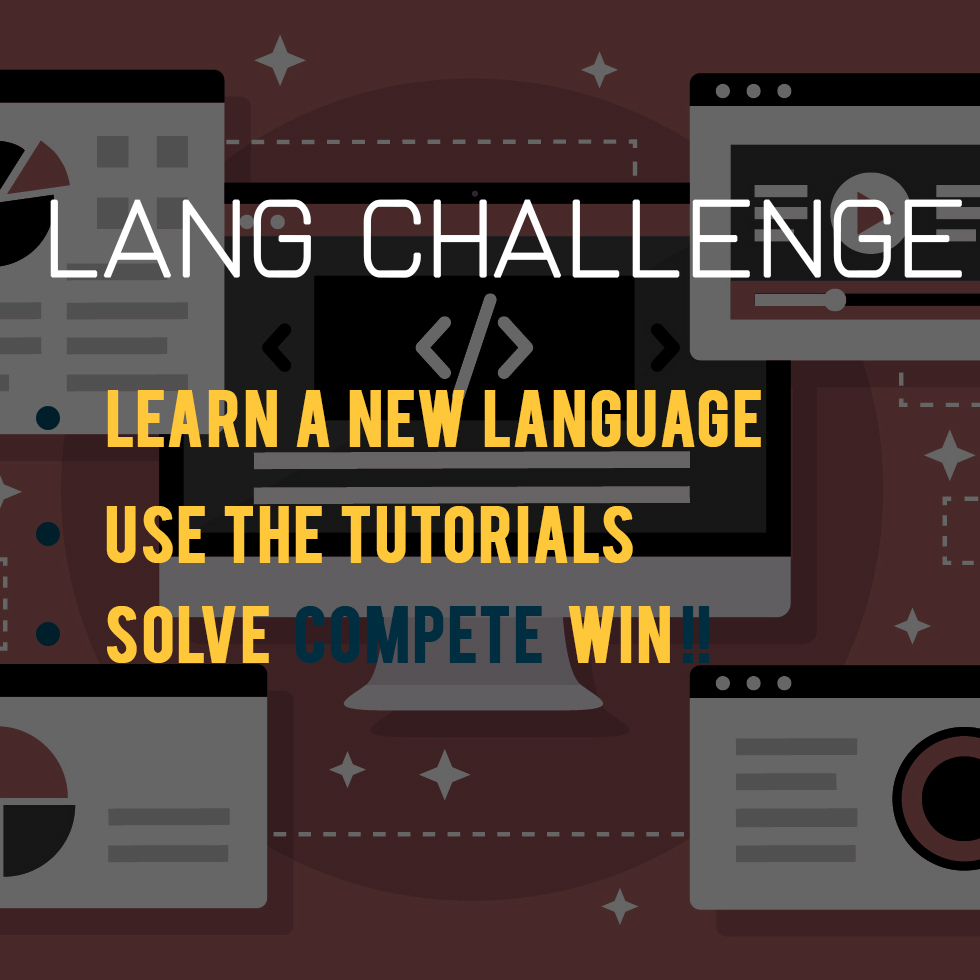 LANG CHALLENGE
LEARN A NEW LANGUAGE
USE THE TUTORIALS
SOLVE COMPETE WIN!!